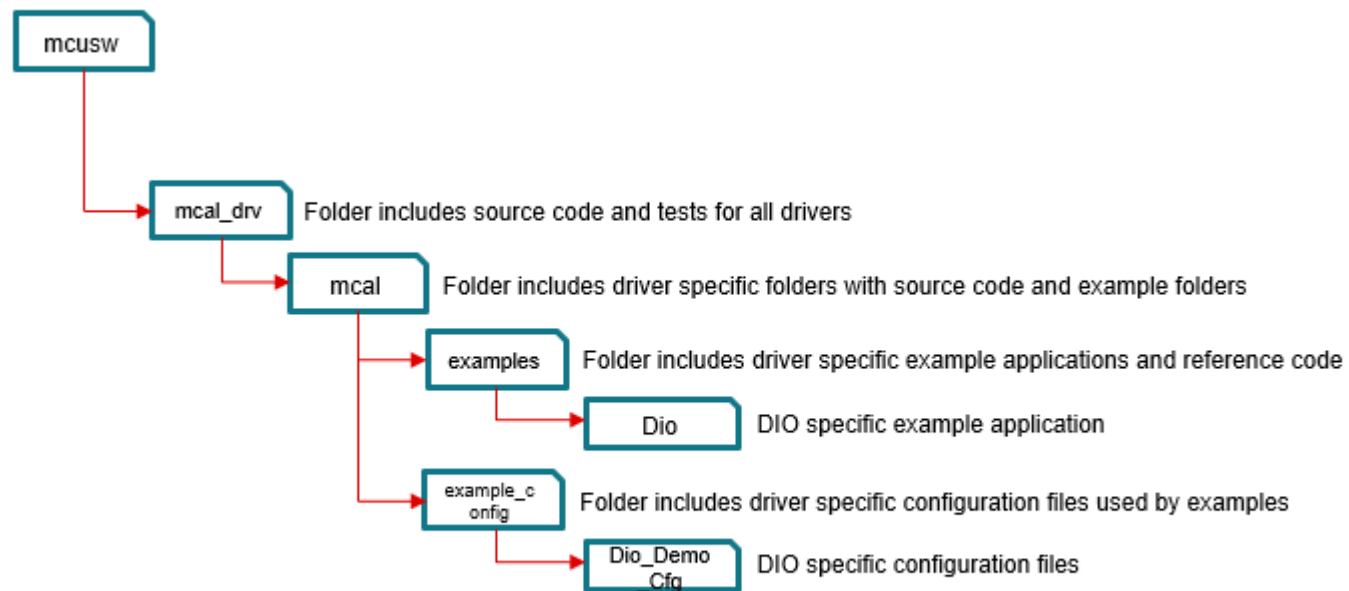 mcusw
mcal_drv
Folder includes source code and tests for all drivers
mcal
Folder includes driver specific folders with source code and example folders
examples
Folder includes driver specific example applications and reference code
Dio
DIO specific example application
example_c
onfig
Folder includes driver specific configuration files used by examples
Dio_Demo
_Cfg
DIO specific configuration files